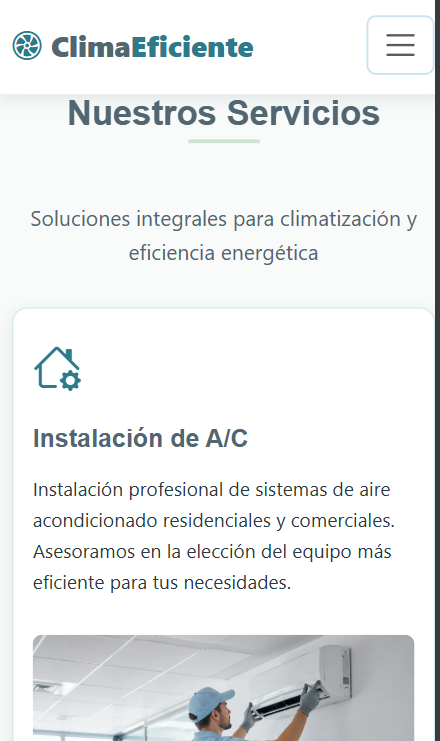 ClimaEficiente
Nuestros Servicios
Soluciones integrales para climatización y
eficiencia energética
Instalación de A/C
Instalación profesional de sistemas de aire
acondicionado residenciales y comerciales.
Asesoramos en la elección del equipo más
eficiente para tus necesidades.